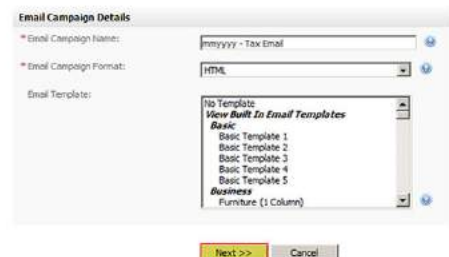 Email Campaign Details
* Email Campaign Name:
mmyyyy - Tax Email
* Email Campaign Format:
HTML
Email Template:
No Template
View Built In Email Templates
Basic
Basic Template 1
Basic Template 2
Basic Template 3
Basic Template 4
Basic Template 5
Business
Furniture (1 Column)
Next >>
Cancel